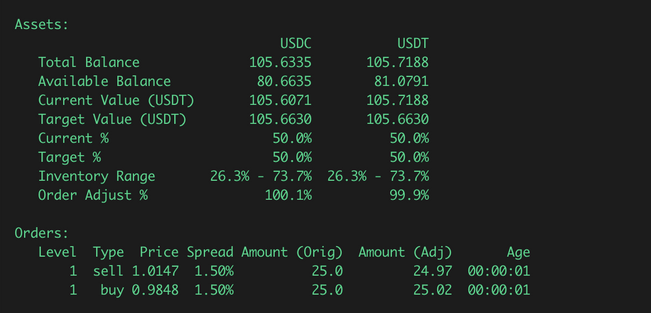 Assets:
USDC USDT
Total Balance 105.6335 105.7188
Available Balance 80.6635 81.0791
Current Value (USDT) 105.6071 105.7188
Target Value (USDT) 105.6630 105.6630
Current % 50.0% 50.0%
Target % 50.0% 50.0%
Inventory Range 26.3% - 73.7% 26.3% - 73.7%
Order Adjust % 100.1% 99.9%
Orders:
Level Type Price Spread Amount (Orig) Amount (Adj) Age
1 sell 1.0147 1.50% 25.0 24.97 00:00:01
1 buy 0.9848 1.50% 25.0 25.02 00:00:01